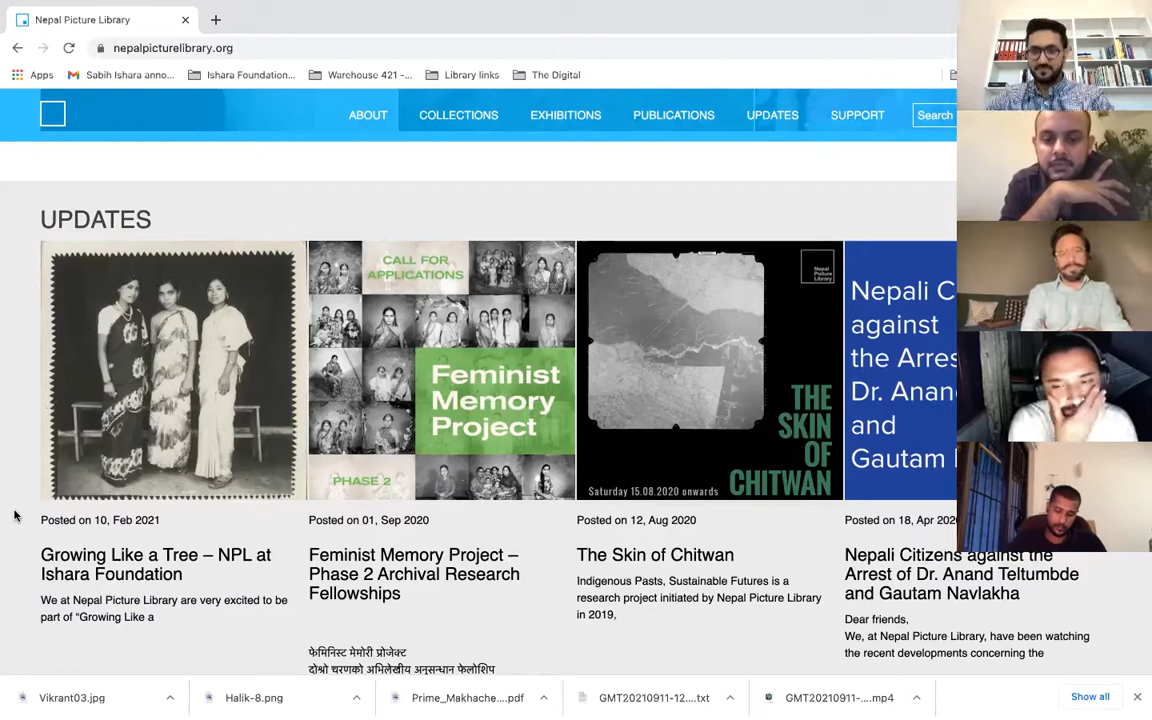 Nepal Picture Library
nepalpicturelibrary.org
Apps
Sabih Ishara anno...
Ishara Foundation...
Warehouse 421 -...
Library links
The Digital
ABOUT
COLLECTIONS
EXHIBITIONS
PUBLICATIONS
UPDATES
SUPPORT
Search
UPDATES
CALL FOR
APPLICATIONS
Feminist
Memory
Project
PHASE 2
Nepal
Picture
Library
THE
SKIN
OF
CHITWAN
Saturday 15.08.2020 onwards
Nepali C
against
the Arres
Dr. Anan
and
Gautam
Posted on 10, Feb 2021
Growing Like a Tree – NPL at
Ishara Foundation
We at Nepal Picture Library are very excited to be
part of “Growing Like a
Posted on 01, Sep 2020
Feminist Memory Project –
Phase 2 Archival Research
Fellowships
फेमिनिस्ट मेमोरी प्रोजेक्ट
दोश्रो चरणको अभिलेखीय अनुसन्धान फेलोशिप
Posted on 12, Aug 2020
The Skin of Chitwan
Indigenous Pasts, Sustainable Futures is a
research project initiated by Nepal Picture Library
in 2019,
Posted on 18, Apr 2020
Nepali Citizens against the
Arrest of Dr. Anand Teltumbde
and Gautam Navlakha
Dear friends,
We, at Nepal Picture Library, have been watching
the recent developments concerning the
Vikrant03.jpg
Halik-8.png
Prime_Makhache....pdf
GMT20210911-12....txt
GMT20210911-....mp4
Show all